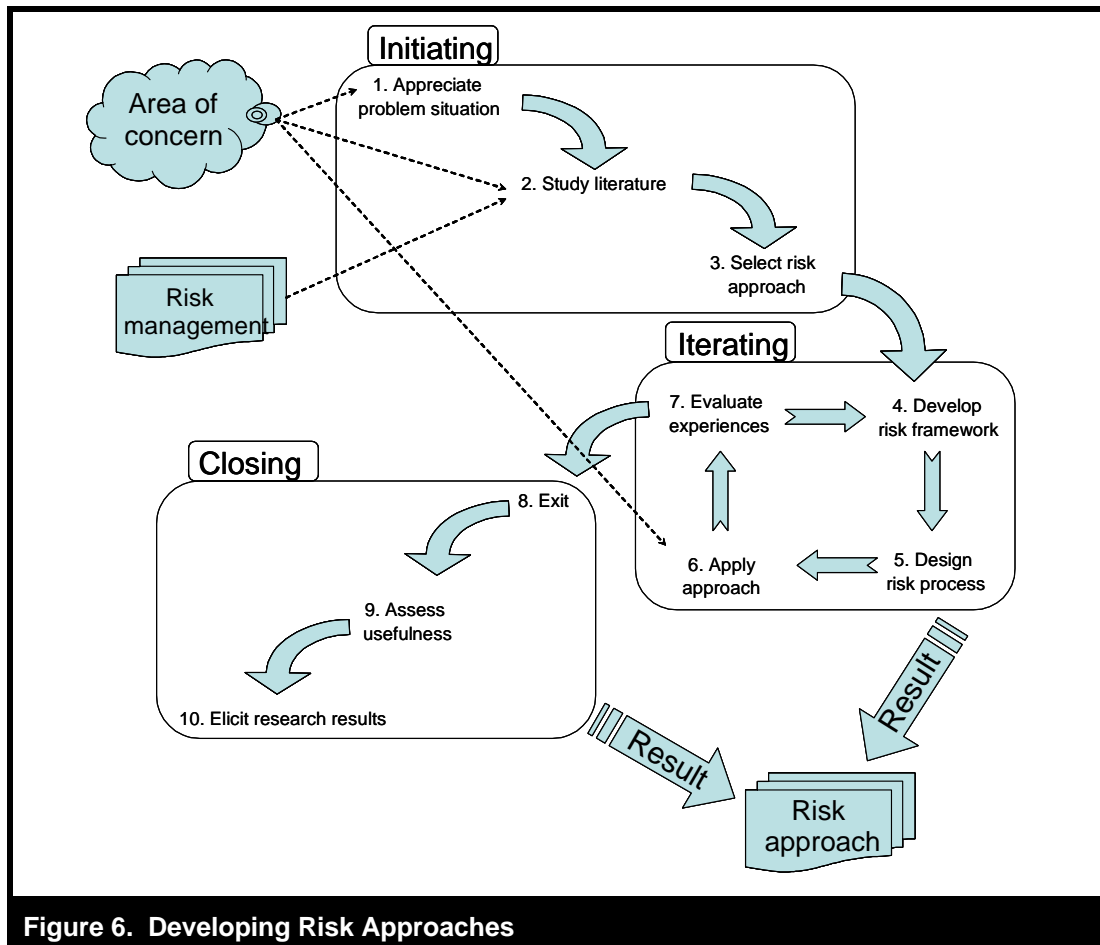 Initiating
Area of
concern
1. Appreciate
problem situation
2. Study literature
3. Select risk
approach
Risk
management
Iterating
7. Evaluate
experiences
4. Develop
risk framework
6. Apply
approach
5. Design
risk process
Closing
8. Exit
9. Assess
usefulness
10. Elicit research results
Result
Result
Risk
approach
Figure 6. Developing Risk Approaches